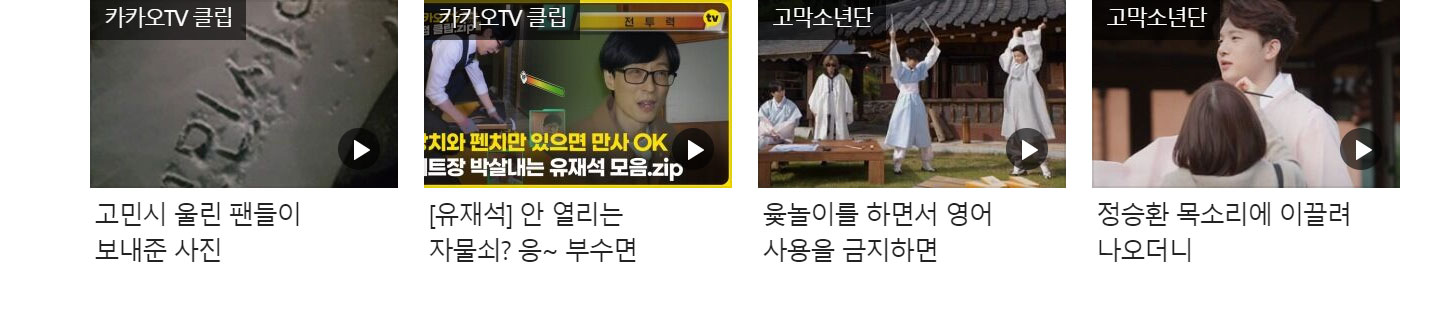 카카오TV 클립
고민시 울린 팬들이
보내준 사진
카카오TV 클립
전투력
tv
망치와 펜치만 있으면 만사 OK
세트장 박살내는 유재석 모음.zip
[유재석] 안 열리는
자물쇠? 응~ 부수면
고막소년단
윷놀이를 하면서 영어
사용을 금지하면
고막소년단
정승환 목소리에 이끌려
나오더니